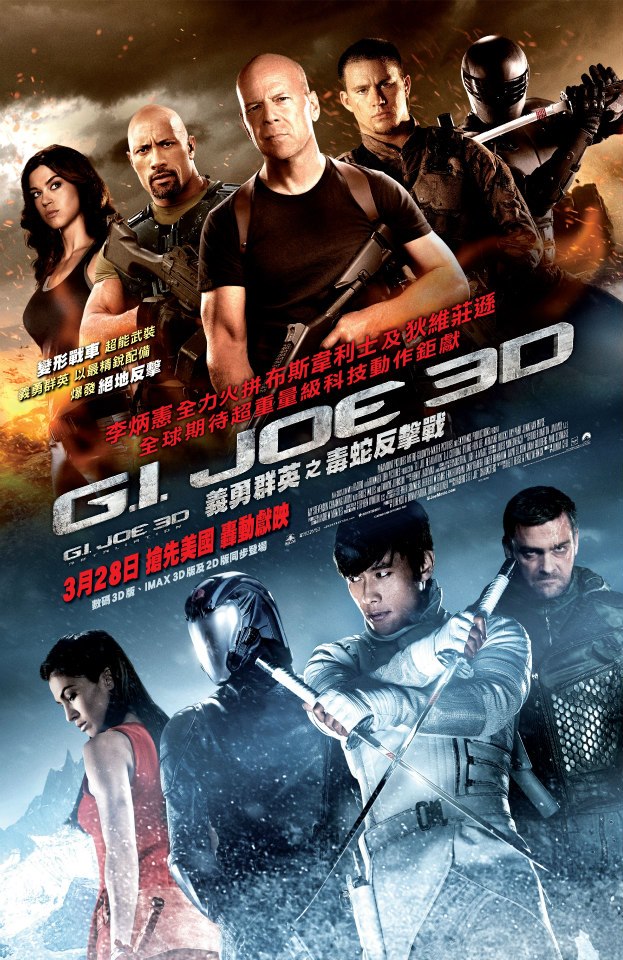 變形戰車 超能武裝
義勇群英 以最精銳配備
爆發 絕地反擊
李炳憲全力火拼布斯韋利士及狄維莊遜
全球期待超重量級科技動作鉅獻
G.I. JOE 3D
義勇群英之毒蛇反擊戰
G.I. JOE 3D
RETALIATION
3月28日 搶先美國 轟動獻映
數碼3D版、IMAX 3D版及2D版同步登場